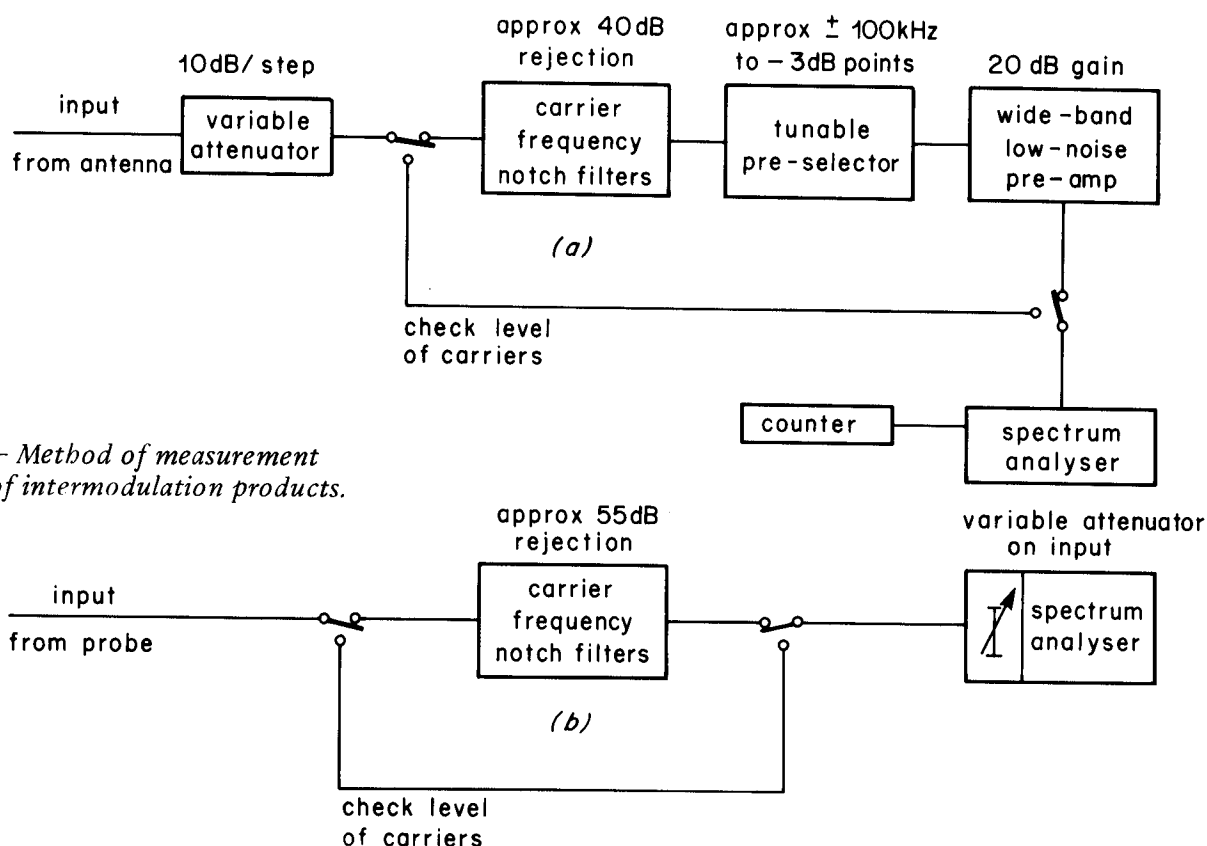 10dB/ step
approx 40dB
rejection
approx ± 100kHz
to – 3dB points
20 dB gain
input
from antenna
variable
attenuator
carrier
frequency
notch filters
tunable
pre-selector
wide-band
low-noise
pre-amp
(a)
check level
of carriers
counter
spectrum
analyser
– Method of measurement
of intermodulation products.
approx 55dB
rejection
variable attenuator
on input
input
from probe
carrier
frequency
notch filters
spectrum
analyser
(b)
check level
of carriers